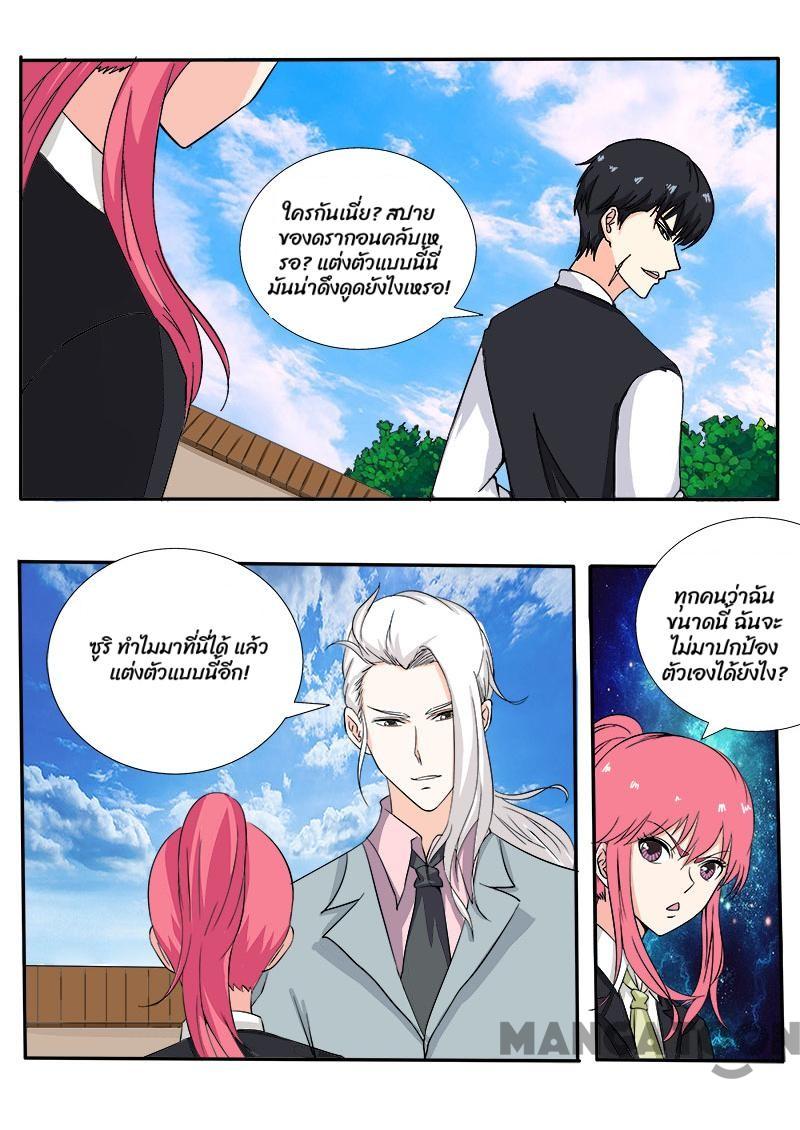 ใครกันเนี่ย? สปาย
ของดรากอนคลับเห
รอ? แต่งตัวแบบนี้นี่
มันน่าดึงดูดยังไงเหรอ!
ซูริ ทำไมมาที่นี่ได้ แล้ว
แต่งตัวแบบนี้อีก!
ทุกคนว่าฉัน
ขนาดนี้ ฉันจะ
ไม่มาปกป้อง
ตัวเองได้ยังไง?
MANGATOON